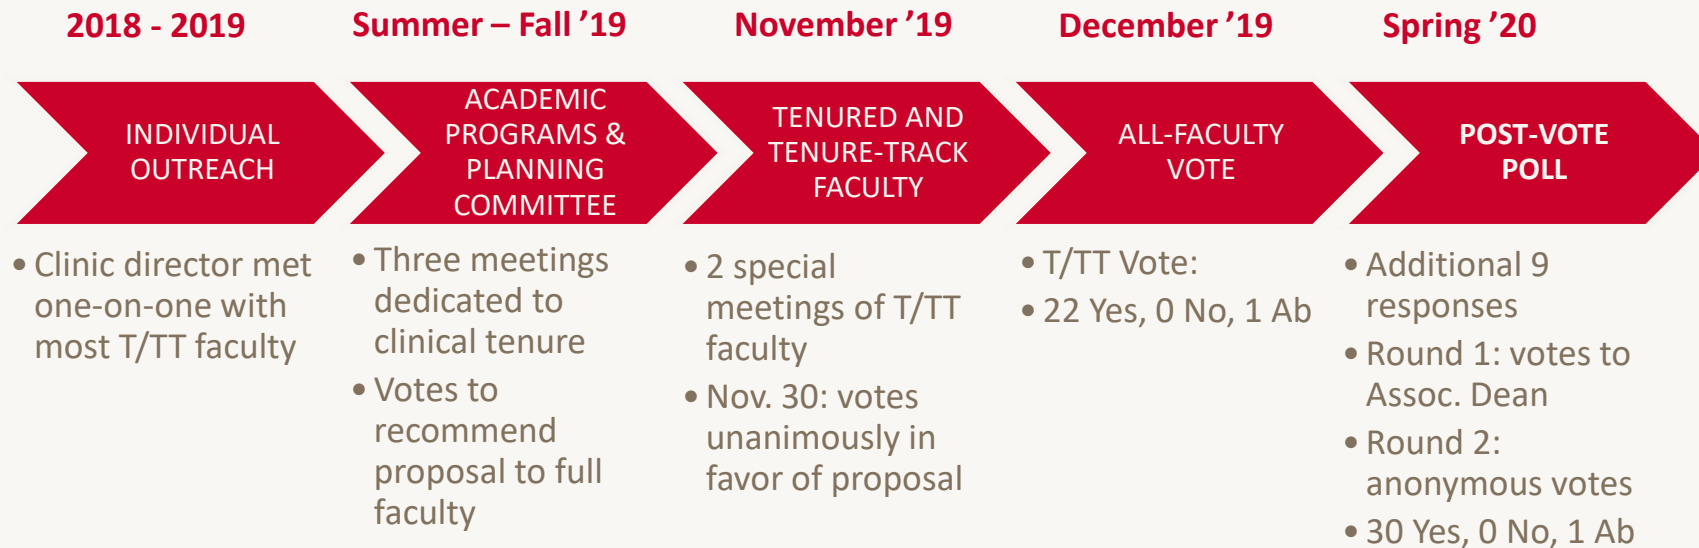 2018 - 2019
Summer – Fall ’19
November ’19
December ’19
Spring ’20
INDIVIDUAL
OUTREACH
ACADEMIC
PROGRAMS &
PLANNING
COMMITTEE
TENURED AND
TENURE-TRACK
FACULTY
ALL-FACULTY
VOTE
POST-VOTE
POLL
• Clinic director met
one-on-one with
most T/TT faculty
• Three meetings
dedicated to
clinical tenure
• Votes to
recommend
proposal to full
faculty
• 2 special
meetings of T/TT
faculty
• Nov. 30: votes
unanimously in
favor of proposal
• T/TT Vote:
• 22 Yes, 0 No, 1 Ab
• Additional 9
responses
• Round 1: votes to
Assoc. Dean
• Round 2:
anonymous votes
• 30 Yes, 0 No, 1 Ab